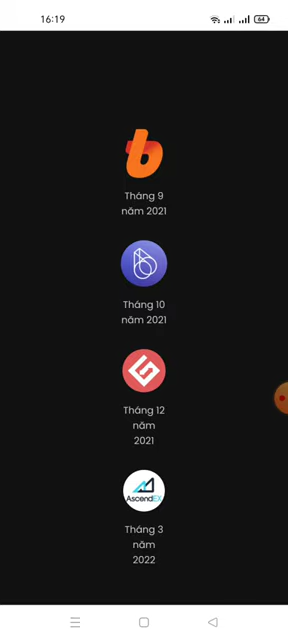 16:19
64
Tháng 9
năm 2021
Tháng 10
năm 2021
Tháng 12
năm
2021
AscendEX
Tháng 3
năm
2022